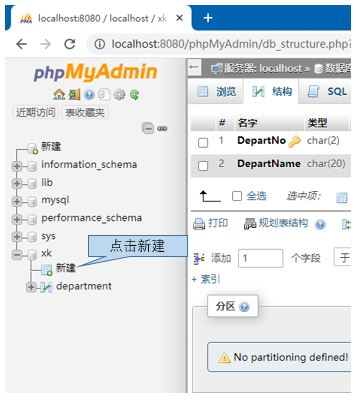 localhost:8080 / localhost / xk
localhost:8080/phpMyAdmin/db_structure.php?
phpMyAdmin
近期访问 表收藏夹
新建
information_schema
lib
mysql
performance_schema
sys
xk
新建
department
点击新建
服务器: localhost » 数据库
浏览 结构 SQL
# 名字 类型
1 DepartNo char(2)
2 DepartName char(20)
全选 选中项:
打印 规划表结构
添加 1 个字段 于
+ 索引
分区
No partitioning defined!